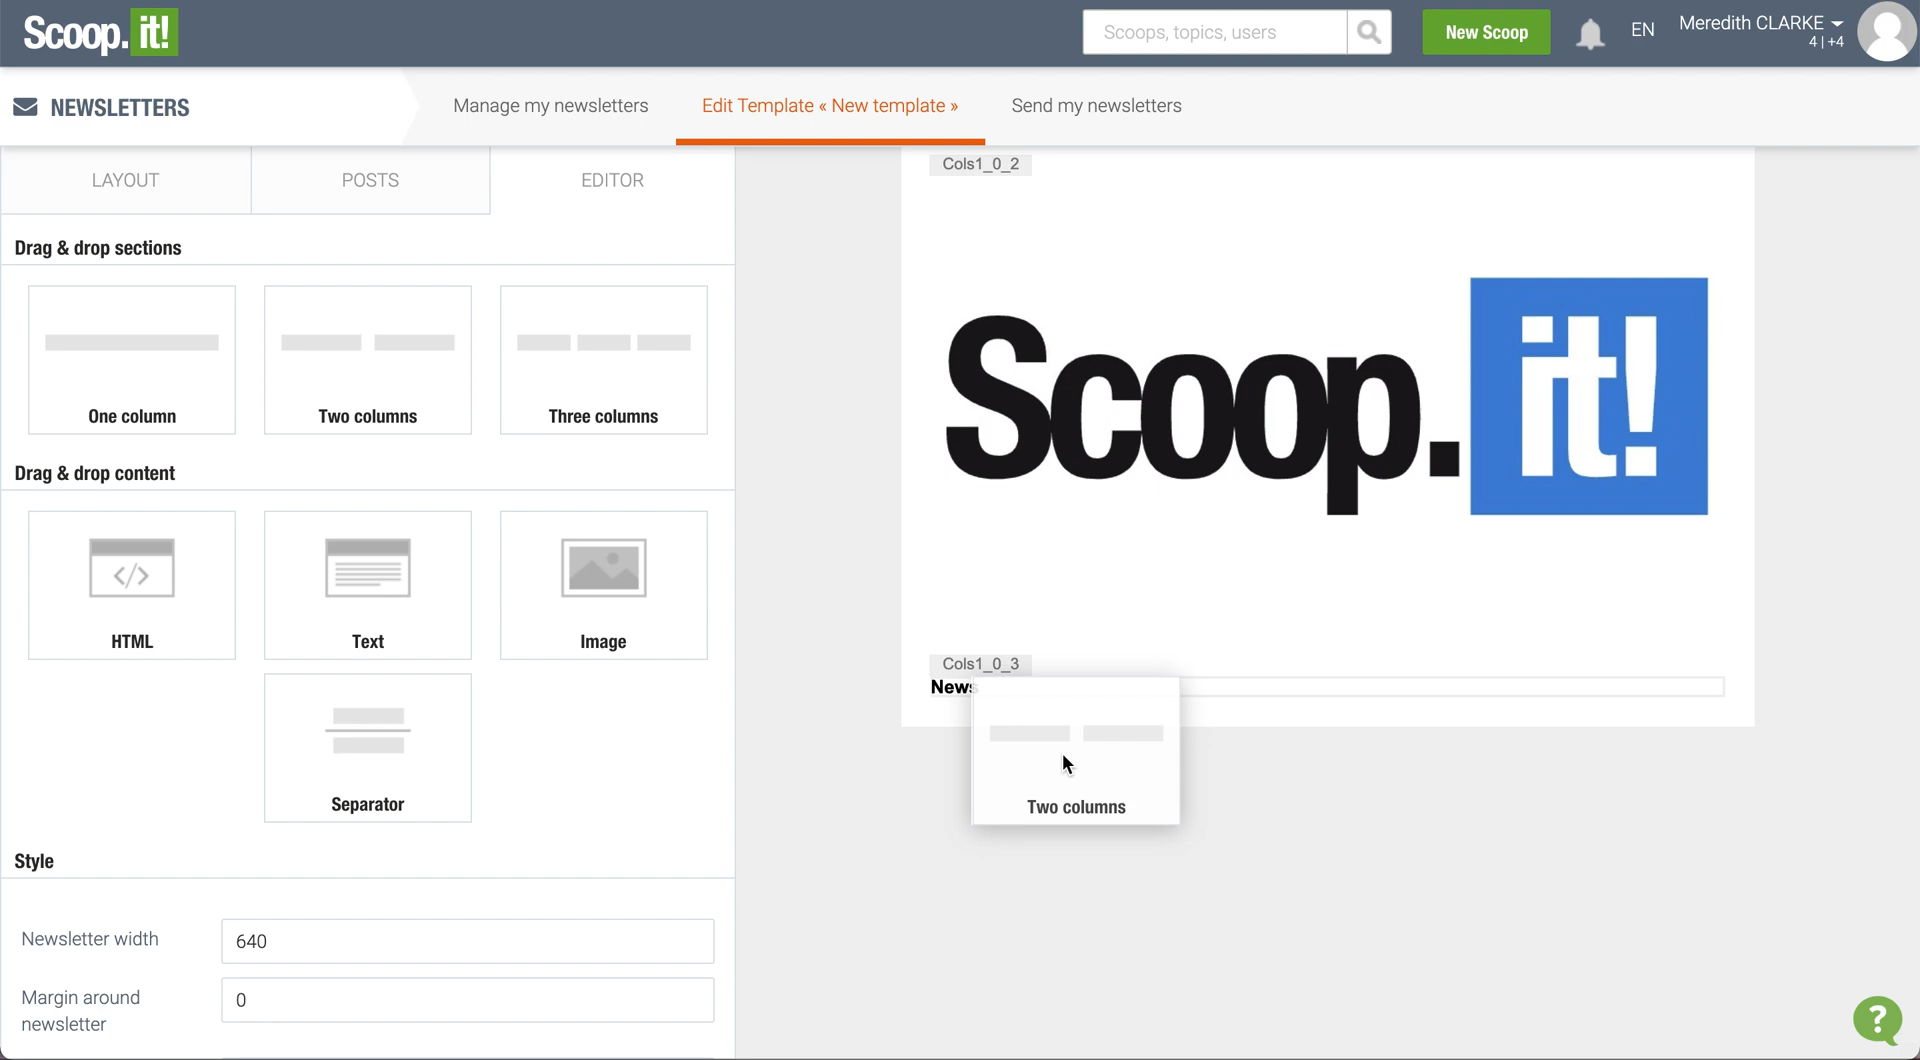 Scoop.it!
Scoops, topics, users
New Scoop
EN
Meredith CLARKE
4 | +4
NEWSLETTERS
Manage my newsletters
Edit Template « New template »
Send my newsletters
LAYOUT
POSTS
EDITOR
Drag & drop sections
One column
Two columns
Three columns
Drag & drop content
</>
HTML
Text
Image
Separator
Style
Newsletter width
640
Margin around
newsletter
0
Cols1_0_2
Scoop.it!
Cols1_0_3
News
Two columns
?